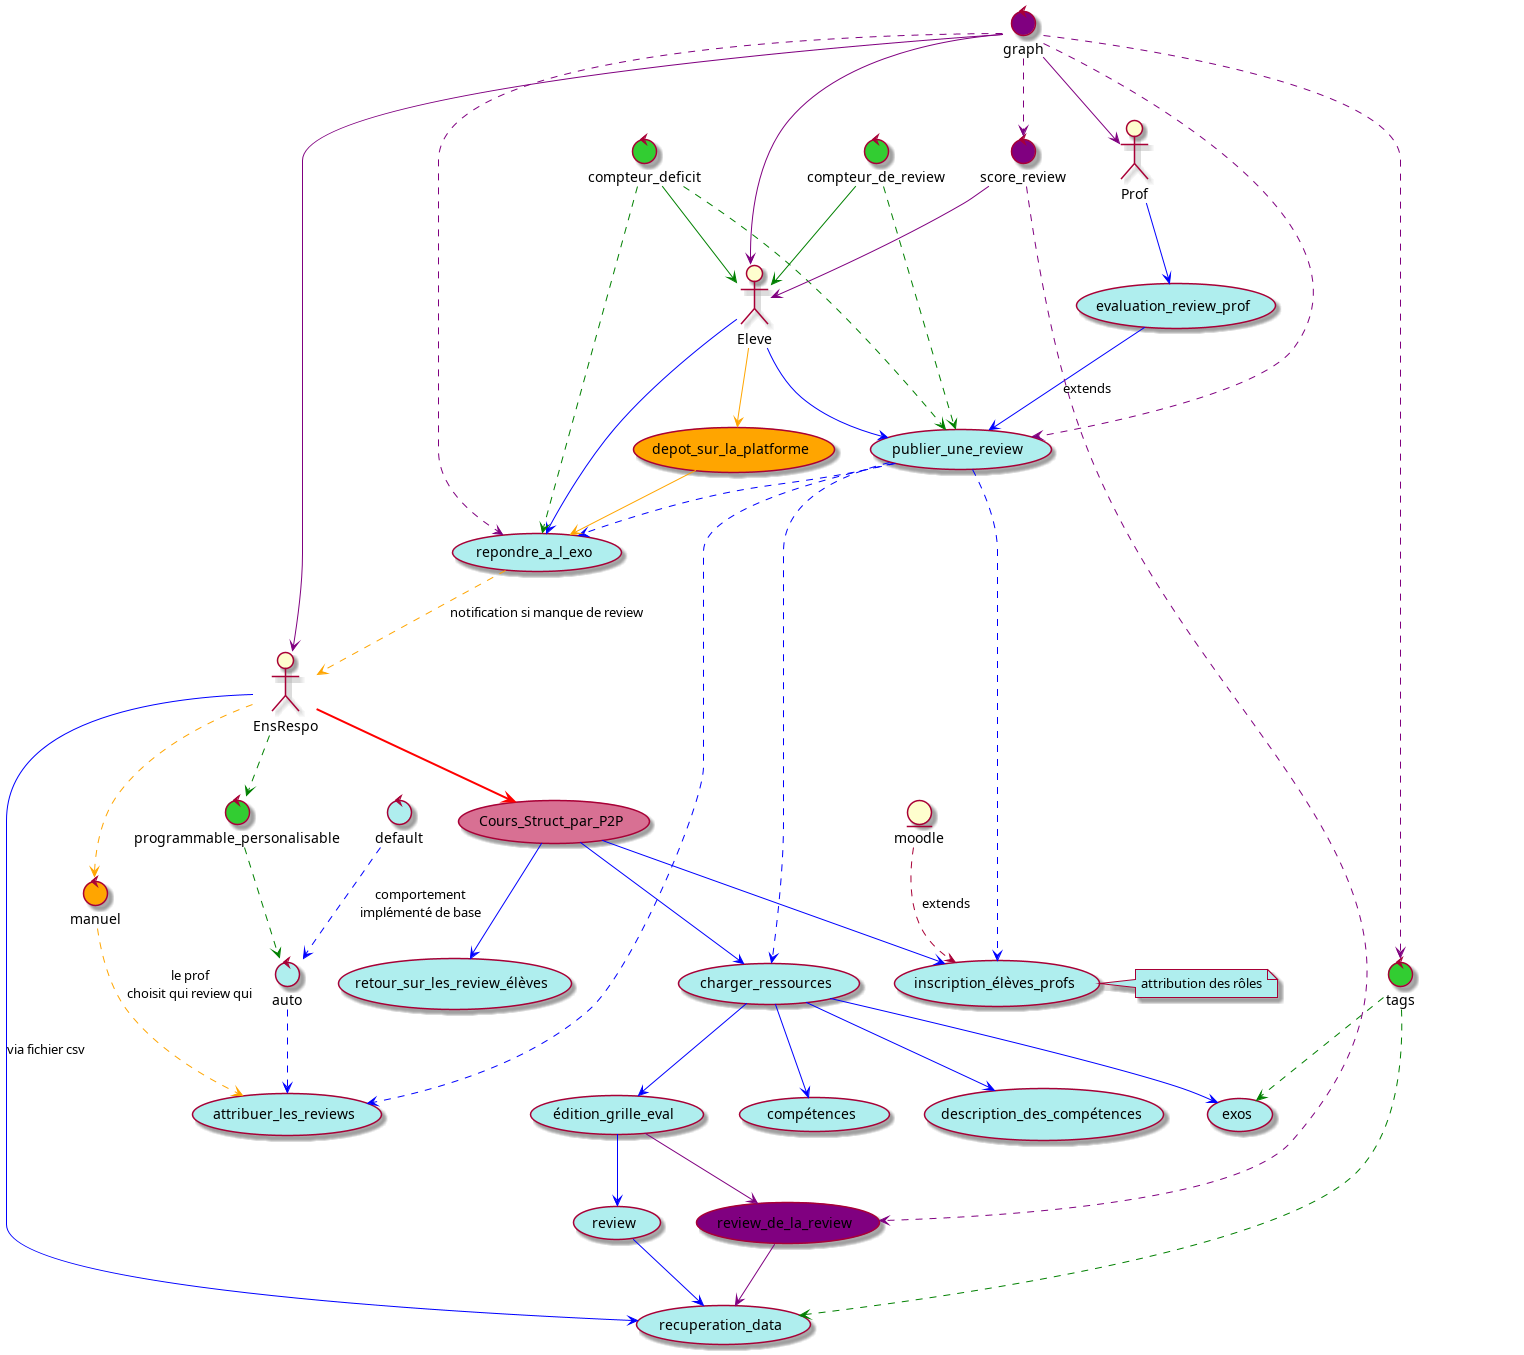 graph
compteur_deficit
compteur_de_review
score_review
Prof
evaluation_review_prof
Eleve
extends
depot_sur_la_platforme
publier_une_review
repondre_a_l_exo
notification si manque de review
EnsRespo
programmable_personalisable
default
Cours_Struct_par_P2P
moodle
comportement
implémenté de base
extends
manuel
le prof
choisit qui review qui
auto
retour_sur_les_review_élèves
charger_ressources
inscription_élèves_profs
attribution des rôles
tags
via fichier csv
attribuer_les_reviews
édition_grille_eval
compétences
description_des_compétences
exos
review
review_de_la_review
recuperation_data